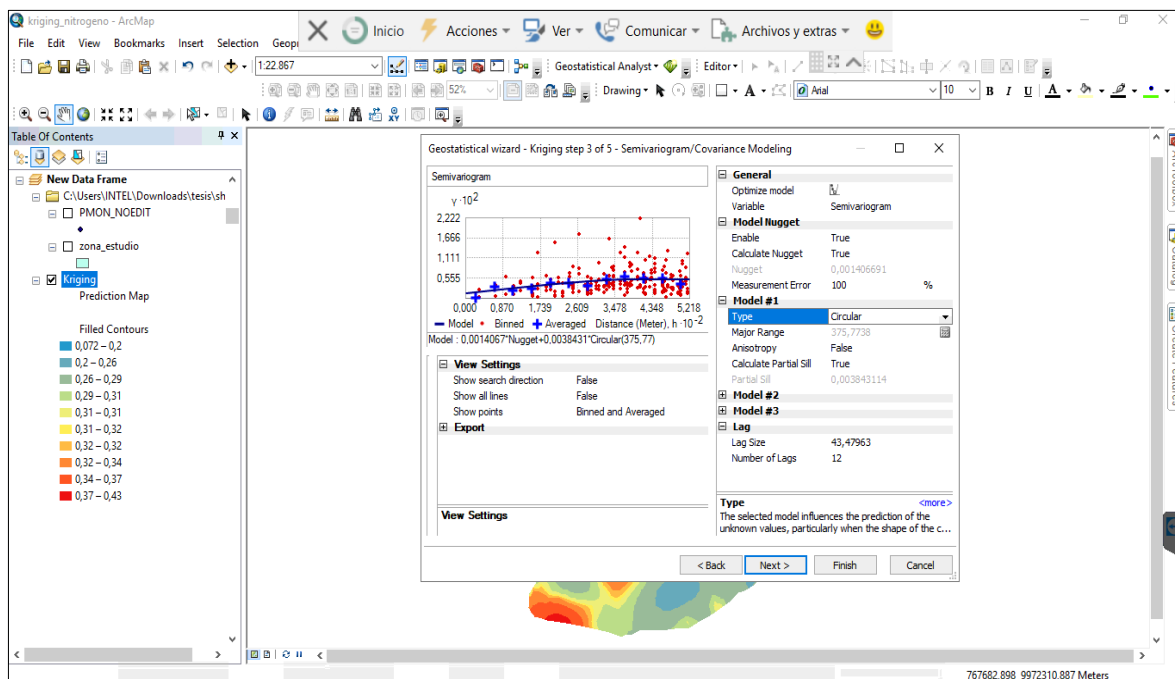 kriging_nitrogeno - ArcMap
Inicio Acciones Ver Comunicar Archivos y extras
File Edit View Bookmarks Insert Selection
1:22.867 Geostatistical Analyst Editor
52% Drawing A Arial 10 B I U A
Table Of Contents
New Data Frame
C:\Users\INTEL\Downloads\tesis\sh
PMON_NOEDIT
zona_estudio
Kriging
Prediction Map
Filled Contours
0,072 – 0,2
0,2 – 0,26
0,26 – 0,29
0,29 – 0,31
0,31 – 0,31
0,31 – 0,32
0,32 – 0,32
0,32 – 0,34
0,34 – 0,37
0,37 – 0,43
Geostatistical wizard - Kriging step 3 of 5 - Semivariogram/Covariance Modeling
Semivariogram
γ·10²
2,222
1,666
1,111
0,555
0,000 0,870 1,739 2,609 3,478 4,348 5,218
Model Binned Averaged Distance (Meter), h·10⁻²
Model : 0,0014067*Nugget+0,0038431*Circular(375,77)
View Settings
Show search direction False
Show all lines False
Show points Binned and Averaged
Export
View Settings
General
Optimize model
Variable Semivariogram
Model Nugget
Enable True
Calculate Nugget True
Nugget 0,001406691
Measurement Error 100 %
Model #1
Type Circular
Major Range 375,7738
Anisotropy False
Calculate Partial Sill True
Partial Sill 0,003843114
Model #2
Model #3
Lag
Lag Size 43,47963
Number of Lags 12
Type <more>
The selected model influences the prediction of the
unknown values, particularly when the shape of the c...
< Back Next > Finish Cancel
767682,898 9972310,887 Meters